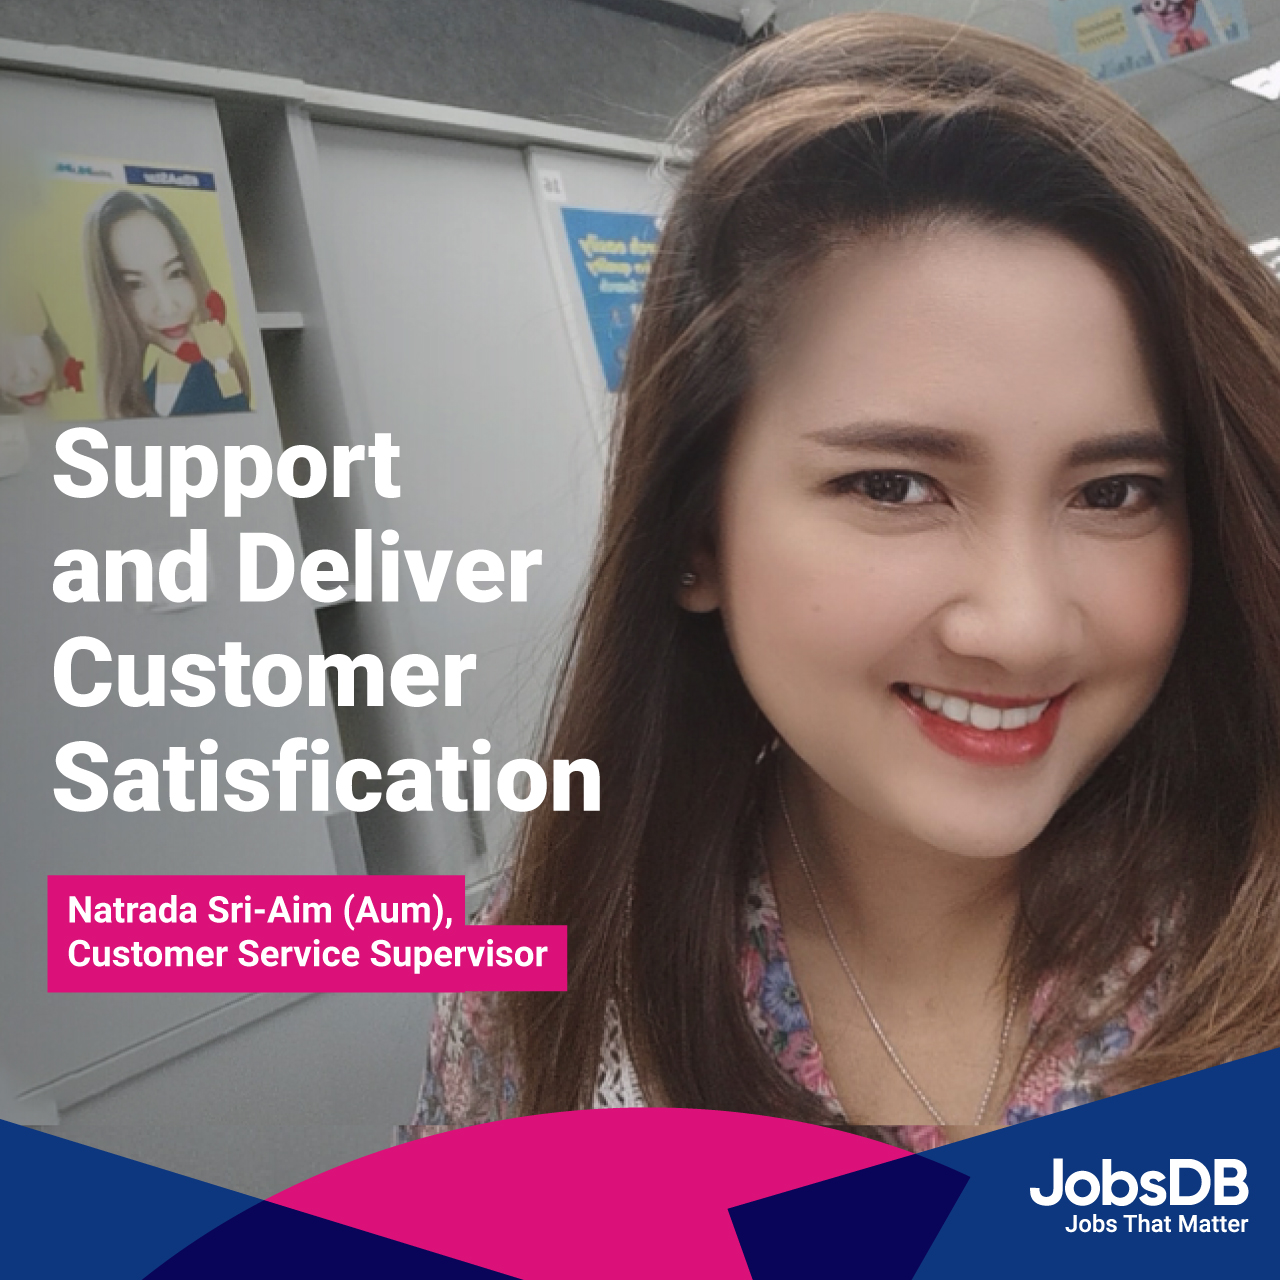 Support
and Deliver
Customer
Satisfication
Natrada Sri-Aim (Aum),
Customer Service Supervisor
JobsDB
Jobs That Matter